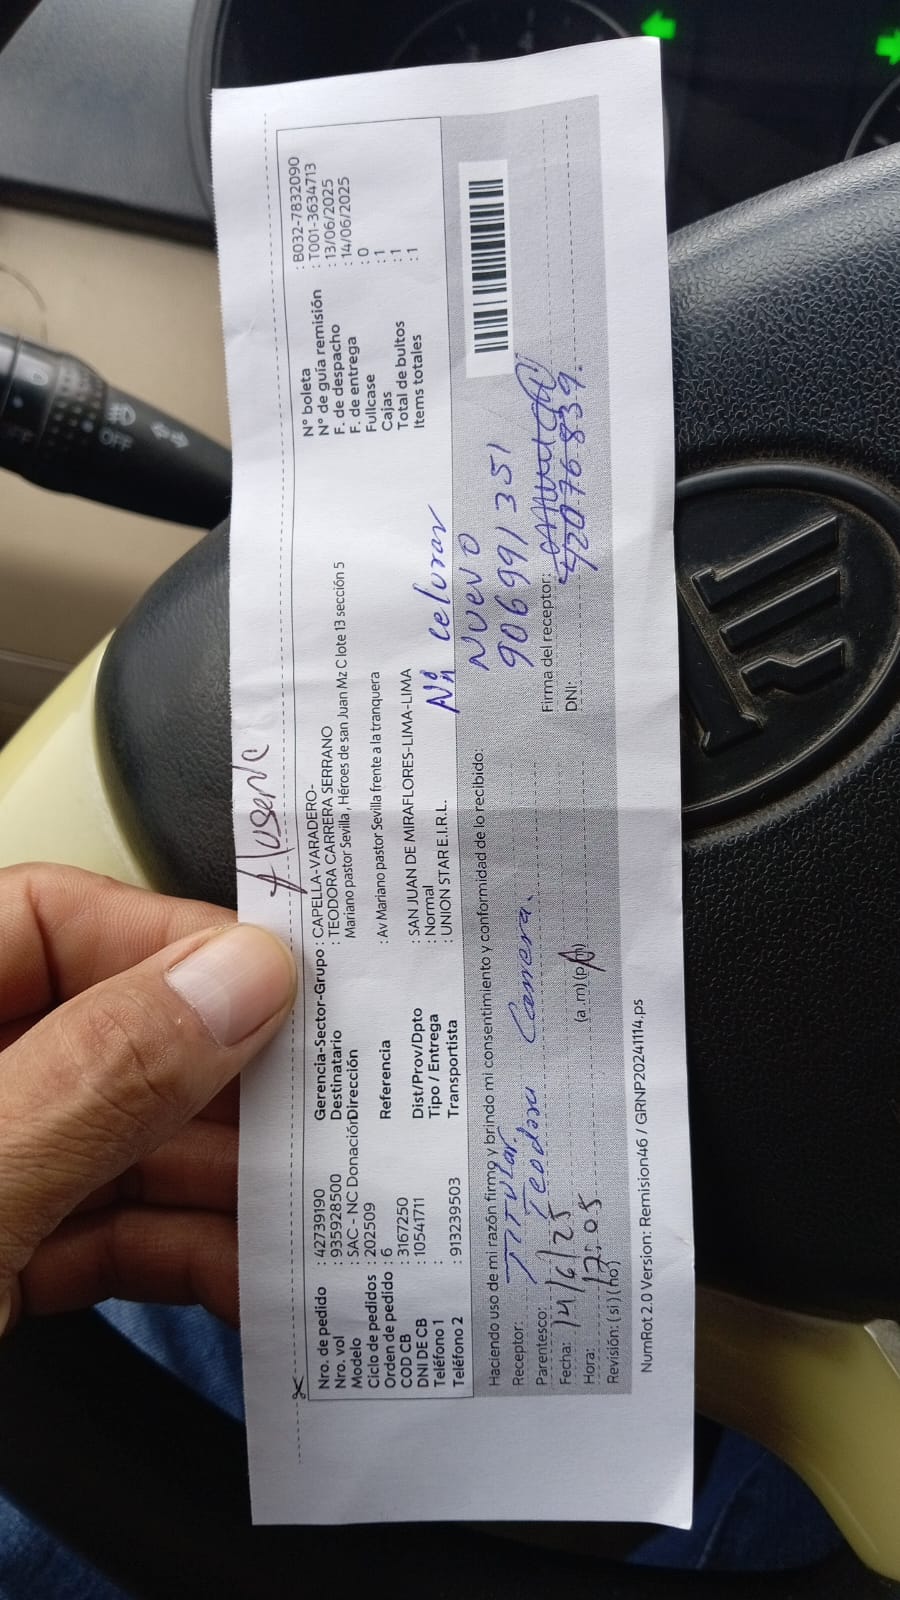 Ausente
Nro. de pedido : 42739190
Nro. vol : 935928500
Modelo : SAC - NC Donación
Ciclo de pedidos : 202509
Orden de pedido : 6
COD CB : 3167250
DNI DE CB : 10541711
Teléfono 1 :
Teléfono 2 : 913239503
Gerencia-Sector-Grupo : CAPELLA-VARADERO-
Destinatario : TEODORA CARRERA SERRANO
Dirección Mariano pastor Sevilla , Héroes de san Juan Mz C lote 13 sección 5
Referencia : Av Mariano pastor Sevilla frente a la tranquera
Dist/Prov/Dpto : SAN JUAN DE MIRAFLORES-LIMA-LIMA
Tipo / Entrega : Normal
Transportista : UNION STAR E.I.R.L.
N° boleta : B032-7832090
N° de guía remisión : T001-3634713
F. de despacho : 13/06/2025
F. de entrega : 14/06/2025
Fullcase : 0
Cajas : 1
Total de bultos : 1
Items totales : 1
Haciendo uso de mi razón firmo y brindo mi consentimiento y conformidad de lo recibido:
Receptor: TITULAR.
Parentesco: Teodora Carrera.
Fecha: 14/6/25
Hora: 12:05 (a .m) (p.m)
Revisión: ( si ) ( no )
NUEVO
906991351
Firma del receptor:
DNI:
NumRot 2.0 Version: Remision46 / GRNP20241114.ps
OFF